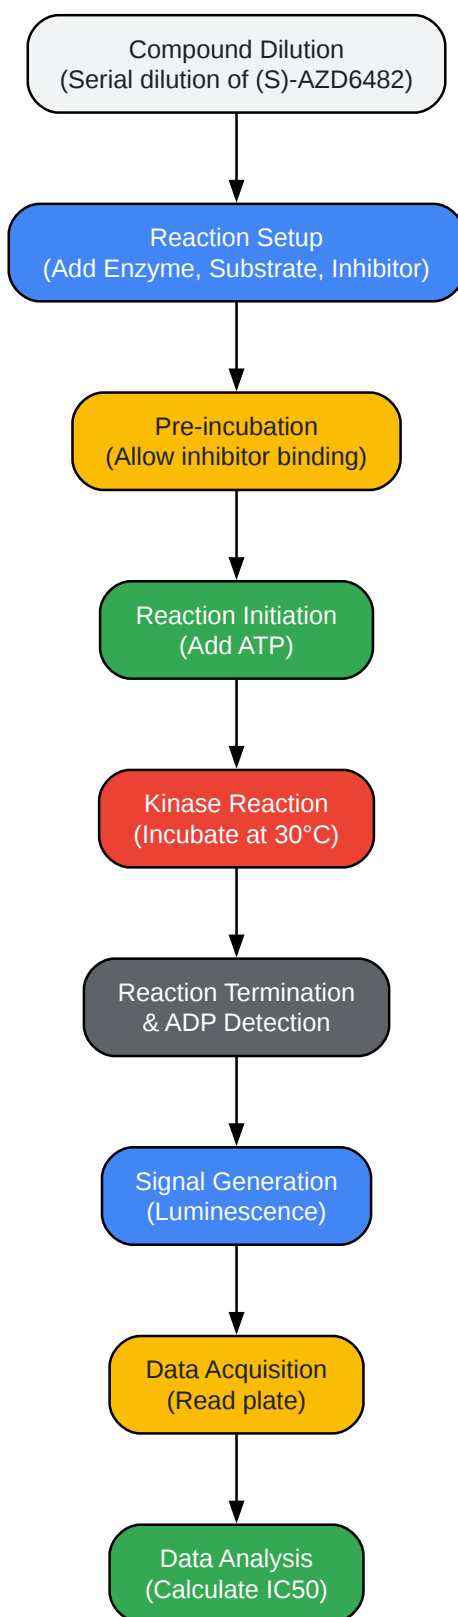 Compound Dilution
(Serial dilution of (S)-AZD6482)
Reaction Setup
(Add Enzyme, Substrate, Inhibitor)
Pre-incubation
(Allow inhibitor binding)
Reaction Initiation
(Add ATP)
Kinase Reaction
(Incubate at 30°C)
Reaction Termination
& ADP Detection
Signal Generation
(Luminescence)
Data Acquisition
(Read plate)
Data Analysis
(Calculate IC50)